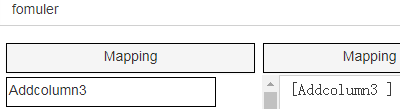 fomuler
Mapping Mapping
Addcolumn3 [Addcolumn3 ]